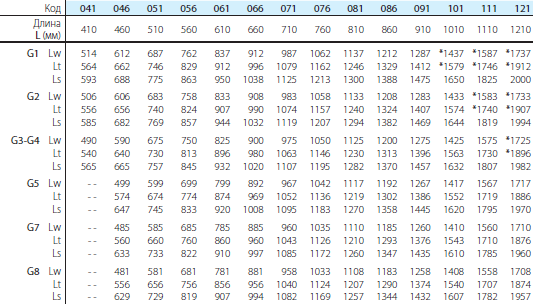 Код 041 046 051 056 061 066 071 076 081 086 091 101 111 121
Длина
L (мм) 410 460 510 560 610 660 710 760 810 860 910 1010 1110 1210
G1 Lw 514 612 687 762 837 912 987 1062 1137 1212 1287 *1437 *1587 *1737
Lt 564 662 746 829 912 996 1079 1162 1246 1329 1412 *1579 *1746 *1912
Ls 593 688 775 863 950 1038 1125 1213 1300 1388 1475 1650 1825 2000
G2 Lw 506 606 683 758 833 908 983 1058 1133 1208 1283 1433 *1583 *1733
Lt 556 656 740 824 907 990 1074 1157 1240 1324 1407 1574 *1740 *1907
Ls 585 682 769 857 944 1032 1119 1207 1294 1382 1469 1644 1819 1994
G3-G4 Lw 490 590 675 750 825 900 975 1050 1125 1200 1275 1425 1575 *1725
Lt 540 640 730 813 896 980 1063 1146 1230 1313 1396 1563 1730 *1896
Ls 565 665 757 845 932 1020 1107 1195 1282 1370 1457 1632 1807 1982
G5 Lw - - 499 599 699 799 892 967 1042 1117 1192 1267 1417 1567 1717
Lt - - 574 674 774 874 969 1052 1136 1219 1302 1386 1552 1719 1886
Ls - - 647 745 833 920 1008 1095 1183 1270 1358 1445 1620 1795 1970
G7 Lw - - 485 585 685 785 885 960 1035 1110 1185 1260 1410 1560 1710
Lt - - 560 660 760 860 960 1043 1126 1210 1293 1376 1543 1710 1876
Ls - - 633 733 822 910 997 1085 1172 1260 1347 1435 1610 1785 1960
G8 Lw - - 481 581 681 781 881 958 1033 1108 1183 1258 1408 1558 1708
Lt - - 556 656 756 856 956 1040 1124 1207 1290 1374 1540 1707 1874
Ls - - 629 729 819 907 994 1082 1169 1257 1344 1432 1607 1782 1957